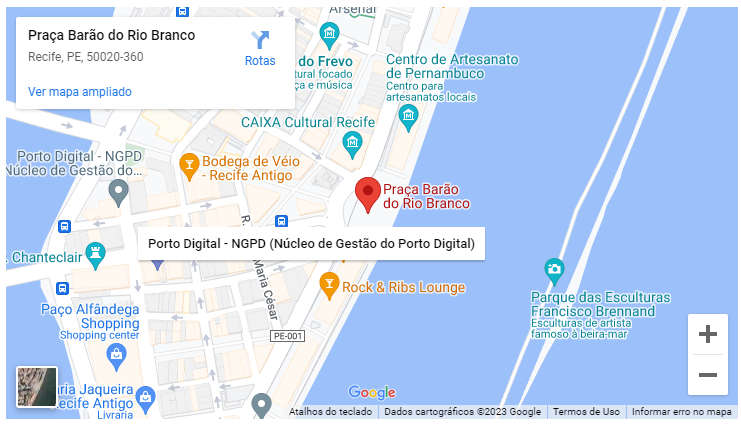 Praça Barão do Rio Branco
Recife, PE, 50020-360
Rotas
Ver mapa ampliado
Arsenal
do Frevo
tural focado
ça e música
Centro de Artesanato
de Pernambuco
Centro para
artesanatos locais
CAIXA Cultural Recife
Porto Digital - NGPD
Núcleo de Gestão do...
Bodega de Véio
- Recife Antigo
Praça Barão
do Rio Branco
Porto Digital - NGPD (Núcleo de Gestão do Porto Digital)
. Chanteclair
R.
Maria César
Rock & Ribs Lounge
Parque das Esculturas
Francisco Brennand
Esculturas de artista
famoso à beira-mar
Paço Alfândega
Shopping
Shopping center
PE-001
ria Jaqueira
Recife Antigo
Livraria
Google
Atalhos do teclado
Dados cartográficos ©2023 Google
Termos de Uso
Informar erro no mapa